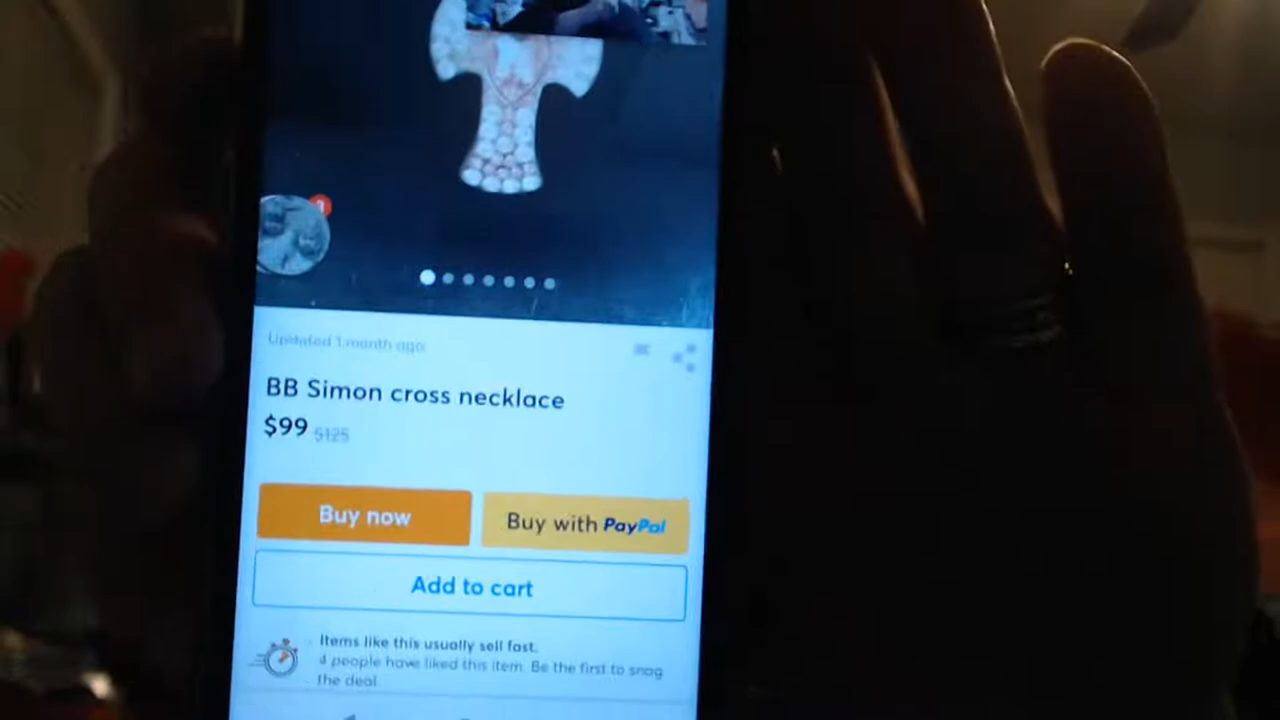 Updated 1 month ago
BB Simon cross necklace
$99 $125
Buy now
Buy with PayPal
Add to cart
Items like this usually sell fast.
4 people have liked this item. Be the first to snag
the deal.